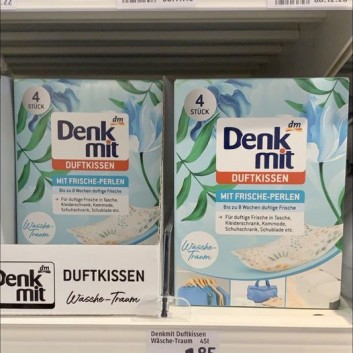 4
STÜCK
dm
Denk
mit
DUFTKISSEN
MIT FRISCHE-PERLEN
Bis zu 8 Wochen duftige Frische
Für duftige Frische in Tasche,
Kleiderschrank, Kommode,
Schuhschrank, Schublade etc.
Wäsche-
Traum
4
STÜCK
dm
Denk
mit
DUFTKISSEN
MIT FRISCHE-PERLEN
Bis zu 8 Wochen duftige Frische
Für duftige Frische in Tasche,
Kleiderschrank, Kommode,
Schuhschrank, Schublade etc.
Wäsche-
Traum
dm
Denk
mit
DUFTKISSEN
Wäsche-Traum
Denkmit Duftkissen
Wäsche-Traum 4St
1,85